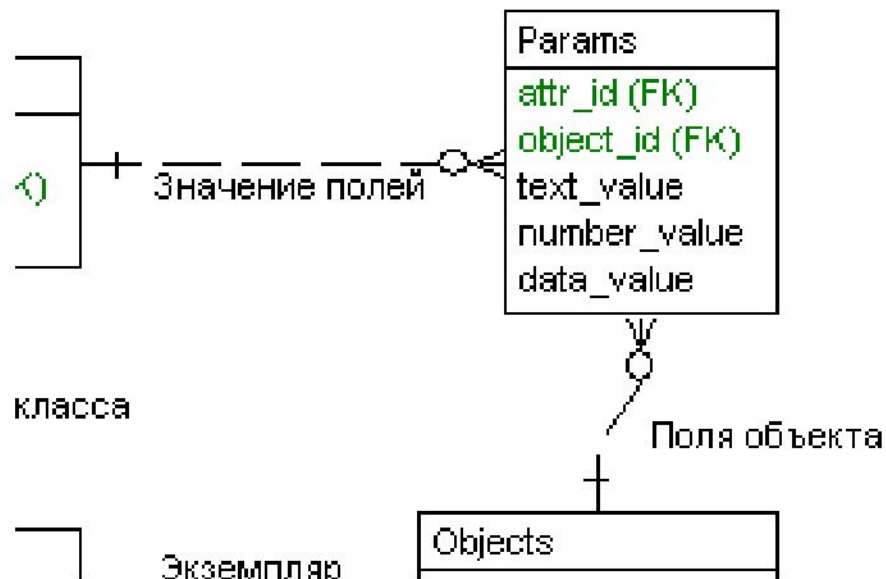 Params
attr_id (FK)
object_id (FK)
text_value
number_value
data_value
Значение полей
класса
Поля объекта
Objects
Экземпляр